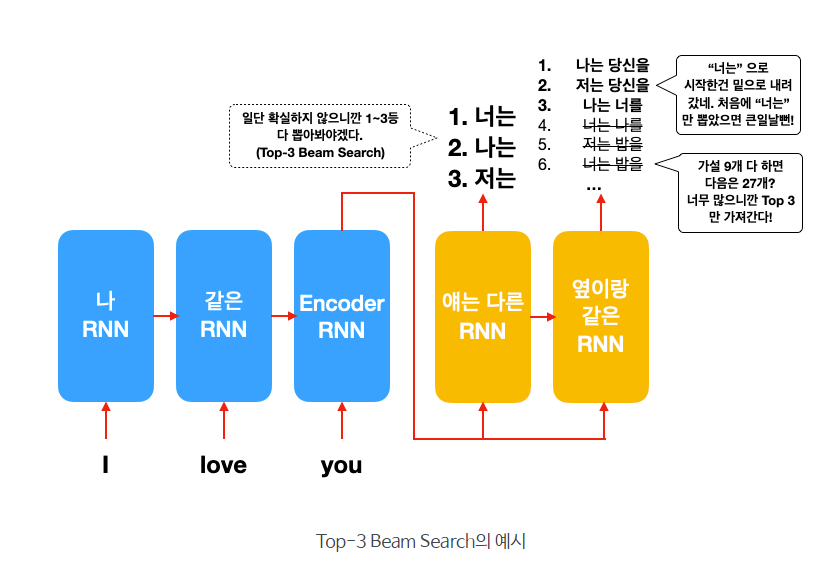 일단 확실하지 않으니깐 1~3등
다 뽑아봐야겠다.
(Top-3 Beam Search)
1. 너는
2. 나는
3. 저는
1. 나는 당신을
2. 저는 당신을
3. 나는 너를
4. 너는 나를
5. 저는 밥을
6. 너는 밥을
...
“너는” 으로
시작한건 밑으로 내려
갔네. 처음에 “너는”
만 뽑았으면 큰일날뻔!
가설 9개 다 하면
다음은 27개?
너무 많으니깐 Top 3
만 가져간다!
나
RNN
같은
RNN
Encoder
RNN
얘는 다른
RNN
옆이랑
같은
RNN
I
love
you
Top-3 Beam Search의 예시